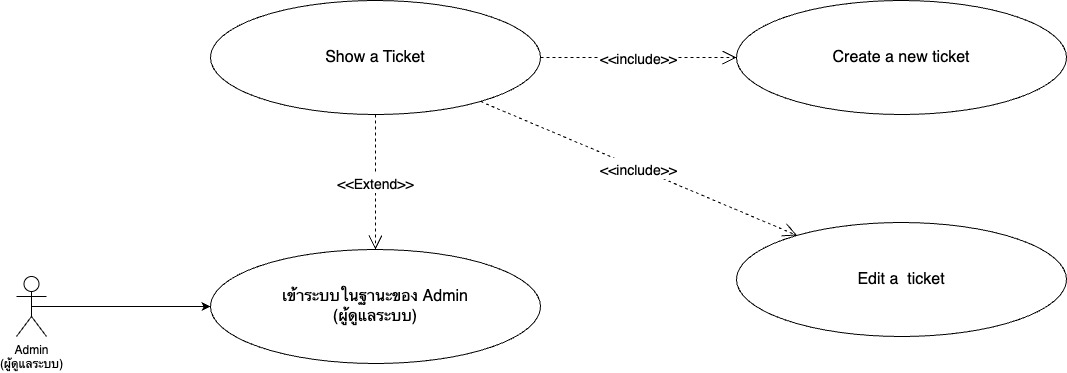 Show a Ticket
<<include>>
Create a new ticket
<<include>>
<<Extend>>
Edit a ticket
เข้าระบบในฐานะของ Admin
(ผู้ดูแลระบบ)
Admin
(ผู้ดูแลระบบ)